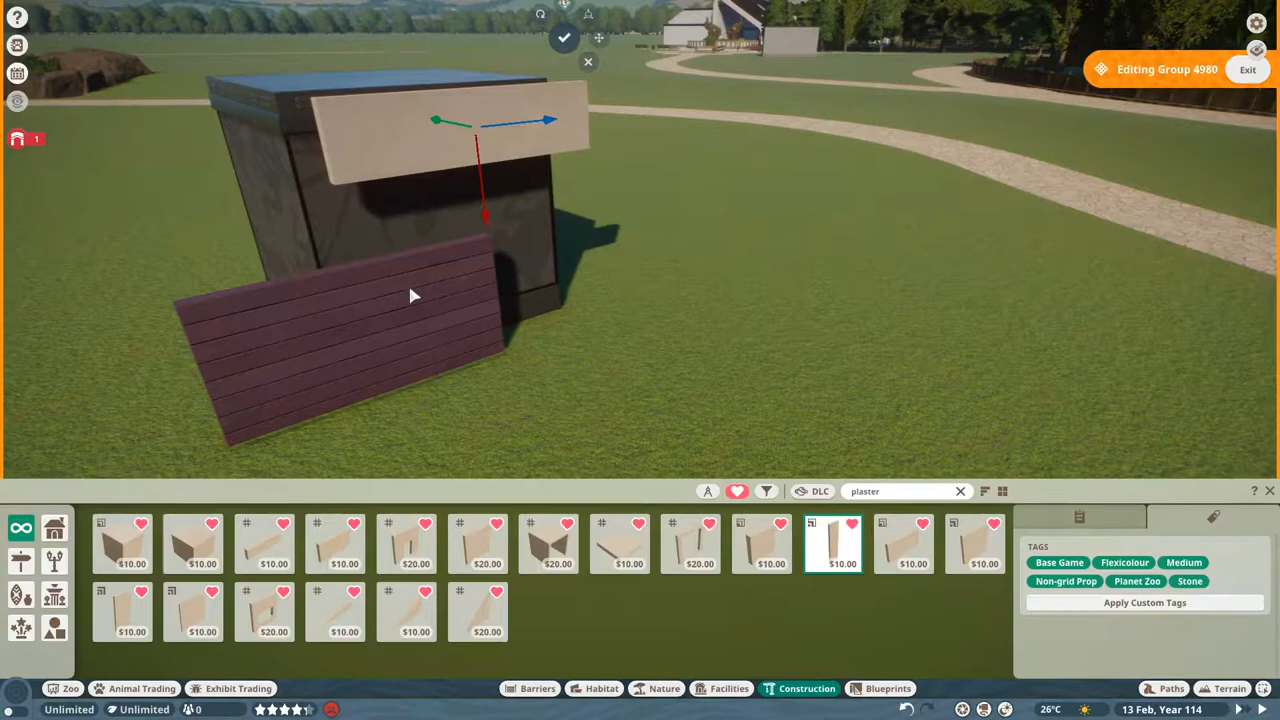 ?
Editing Group 4980
Exit
1
DLC
plaster
?
$10.00
$10.00
$10.00
$10.00
$20.00
$10.00
$20.00
$10.00
$20.00
$10.00
$10.00
$10.00
$10.00
$10.00
$10.00
$20.00
$10.00
$10.00
$20.00
TAGS
Base Game
Flexicolour
Medium
Non-grid Prop
Planet Zoo
Stone
Apply Custom Tags
Zoo
Animal Trading
Exhibit Trading
Barriers
Habitat
Nature
Facilities
Construction
Blueprints
Paths
Terrain
Unlimited
Unlimited
0
26°C
13 Feb, Year 114